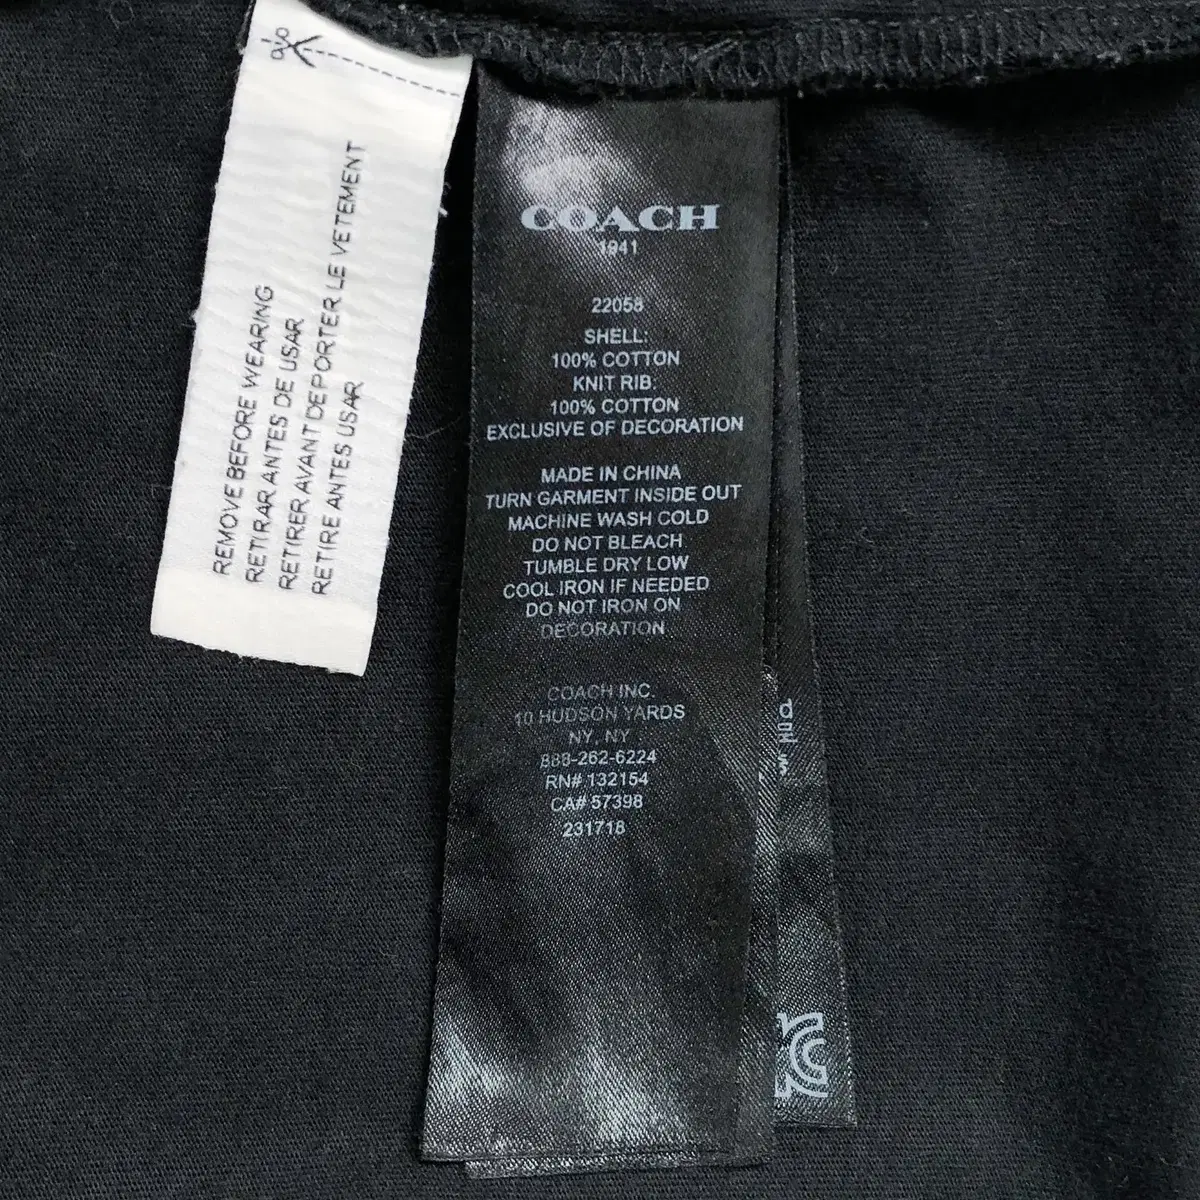 REMOVE BEFORE WEARING
RETIRAR ANTES DE USAR
RETIRER AVANT DE PORTER LE VETEMENT
RETIRE ANTES USAR
COACH
1941
22058
SHELL:
100% COTTON
KNIT RIB:
100% COTTON
EXCLUSIVE OF DECORATION
MADE IN CHINA
TURN GARMENT INSIDE OUT
MACHINE WASH COLD
DO NOT BLEACH
TUMBLE DRY LOW
COOL IRON IF NEEDED
DO NOT IRON ON
DECORATION
COACH INC.
10 HUDSON YARDS
NY, NY
888-262-6224
RN# 132154
CA# 57398
231718